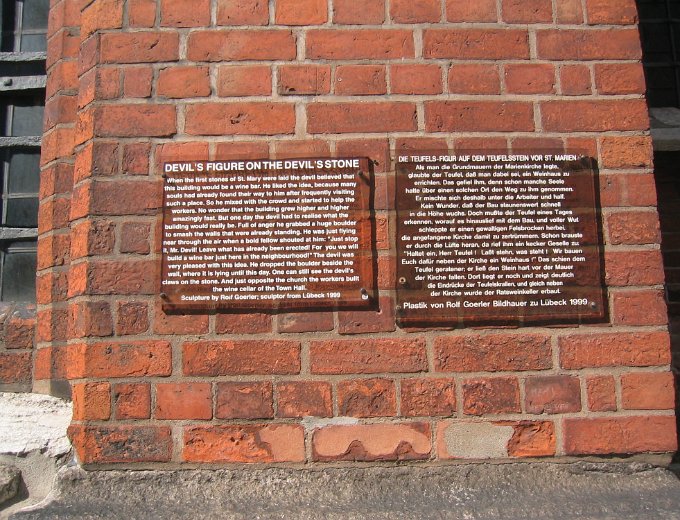 DEVIL'S FIGURE ON THE DEVIL'S STONE
When the first stones of St. Mary were laid the devil believed that
this building would be a wine bar. He liked the idea, because many
souls had already found their way to him after frequently visiting
such a place. So he mixed with the crowd and started to help the
workers. No wonder that the building grew higher and higher
amazingly fast. But one day the devil had to realise what the
building would really be. Full of anger he grabbed a huge boulder
to smash the walls that were already standing. He was just flying
near through the air when a bold fellow shouted at him: "Just stop
it, Mr. Devil! Leave what has already been erected! For you we will
build a wine bar just here in the neighbourhood!" The devil was
very pleased with this idea. He dropped the boulder beside the
wall, where it is lying until this day. One can still see the devil's
claws on the stone. And just opposite the church the workers built
the wine cellar of the Town Hall.
Sculpture by Rolf Goerler; sculptor from Lübeck 1999
DIE TEUFELS-FIGUR AUF DEM TEUFELSSTEIN VOR ST. MARIEN
Als man die Grundmauern der Marienkirche legte,
glaubte der Teufel, daß man dabei sei, ein Weinhaus zu
errichten. Das gefiel ihm, denn schon manche Seele
hatte über einen solchen Ort den Weg zu ihm genommen.
Er mischte sich deshalb unter die Arbeiter und half.
Kein Wunder, daß der Bau staunenswert schnell
in die Höhe wuchs. Doch mußte der Teufel eines Tages
erkennen, worauf es hinauslief mit dem Bau, und voller Wut
schleppte er einen gewaltigen Felsbrocken herbei,
die angefangene Kirche damit zu zertrümmern. Schon brauste
er durch die Lüfte heran, da rief ihm ein kecker Geselle zu:
"Haltet ein, Herr Teufel! Laßt stehn, was steht! Wir bauen
Euch dafür neben der Kirche ein Weinhaus!" Das schien dem
Teufel geratener; er ließ den Stein hart vor der Mauer
der Kirche fallen. Dort liegt er noch und zeigt deutlich
die Eindrücke der Teufelskrallen, und gleich neben
der Kirche wurde der Ratsweinkeller erbaut.
Plastik von Rolf Goerler Bildhauer zu Lübeck 1999